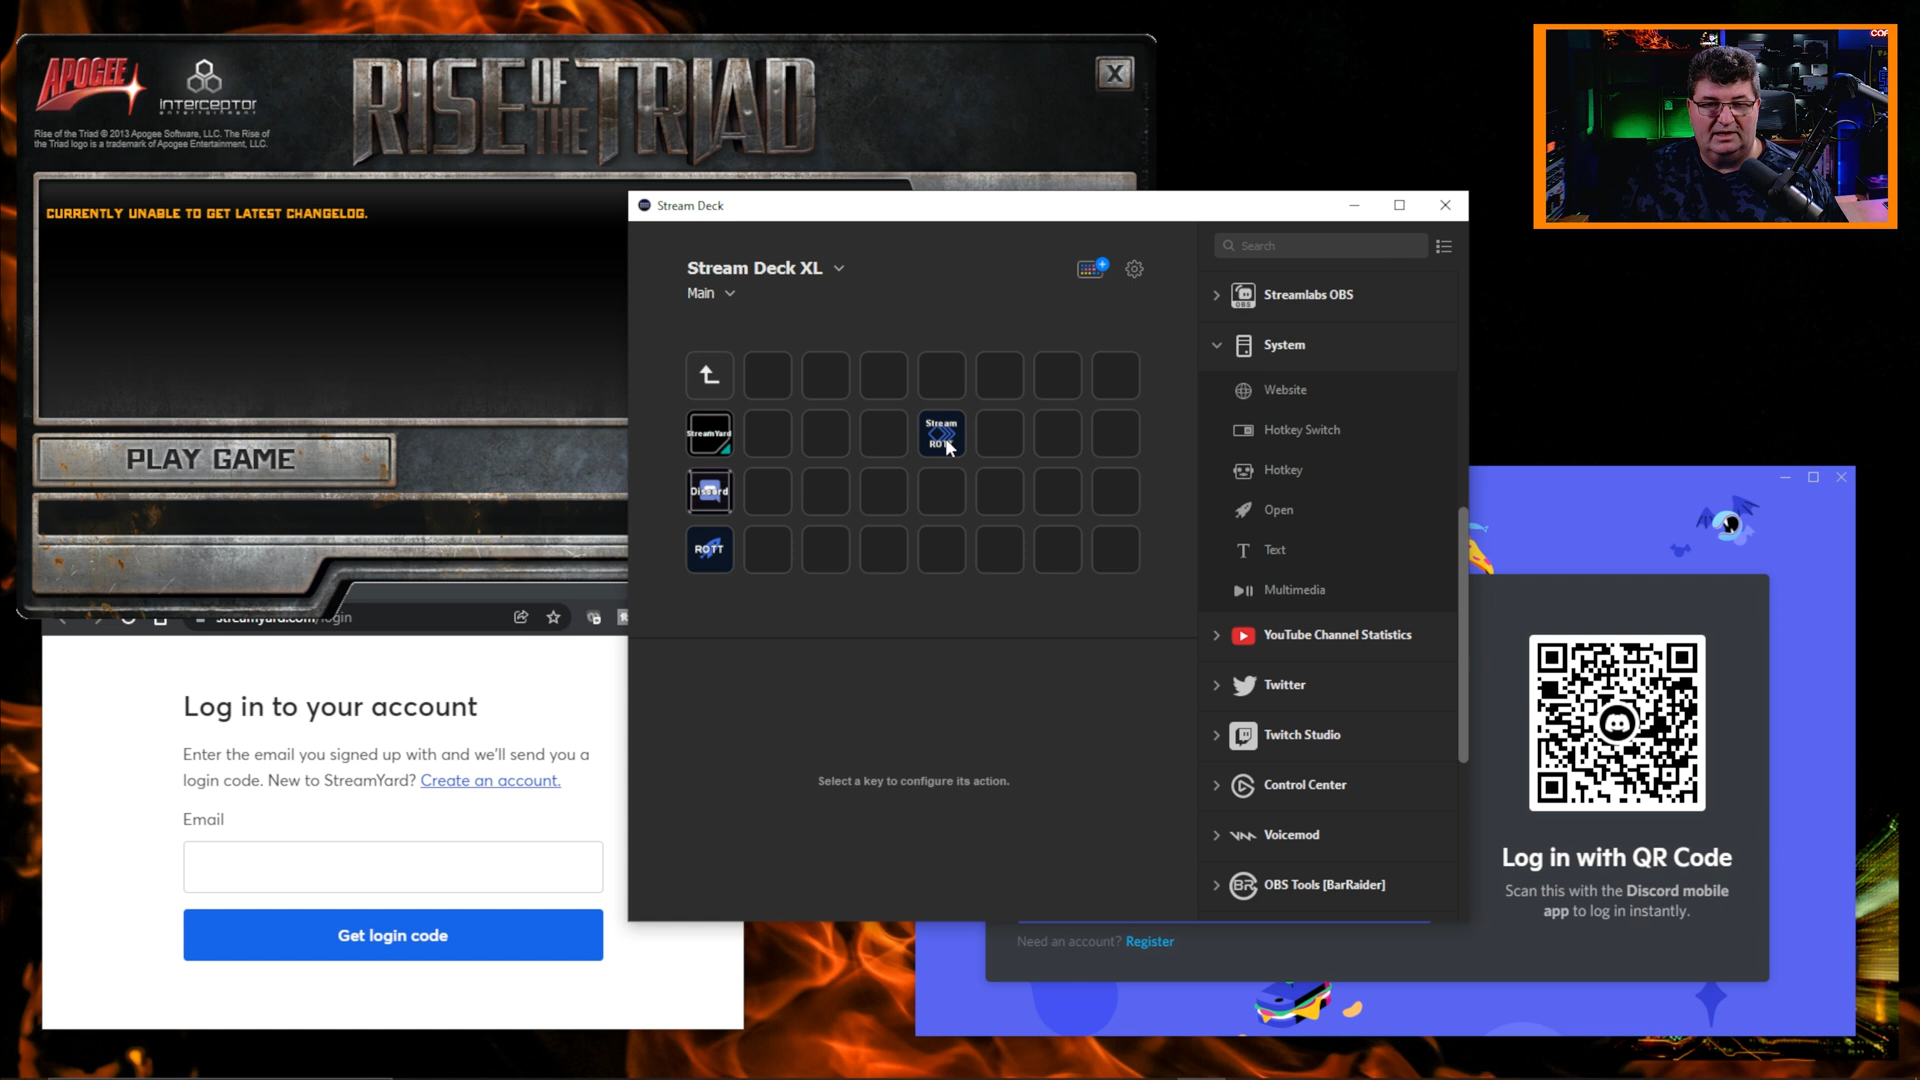 APOGEE
INTERCEPTOR
ENTERTAINMENT
RISE OF THE TRIAD
X
Rise of the Triad © 2013 Apogee Software, LLC. The Rise of
the Triad logo is a trademark of Apogee Entertainment, LLC.
CURRENTLY UNABLE TO GET LATEST CHANGELOG.
PLAY GAME
Stream Deck
Stream Deck XL
Main
StreamYard
Stream
ROTT
Discord
ROTT
Select a key to configure its action.
Search
Streamlabs OBS
System
Website
Hotkey Switch
Hotkey
Open
Text
Multimedia
YouTube Channel Statistics
Twitter
Twitch Studio
Control Center
Voicemod
OBS Tools [BarRaider]
streamyard.com/login
Log in to your account
Enter the email you signed up with and we'll send you a
login code. New to StreamYard? Create an account.
Email
Get login code
Log in with QR Code
Scan this with the Discord mobile
app to log in instantly.
Need an account? Register